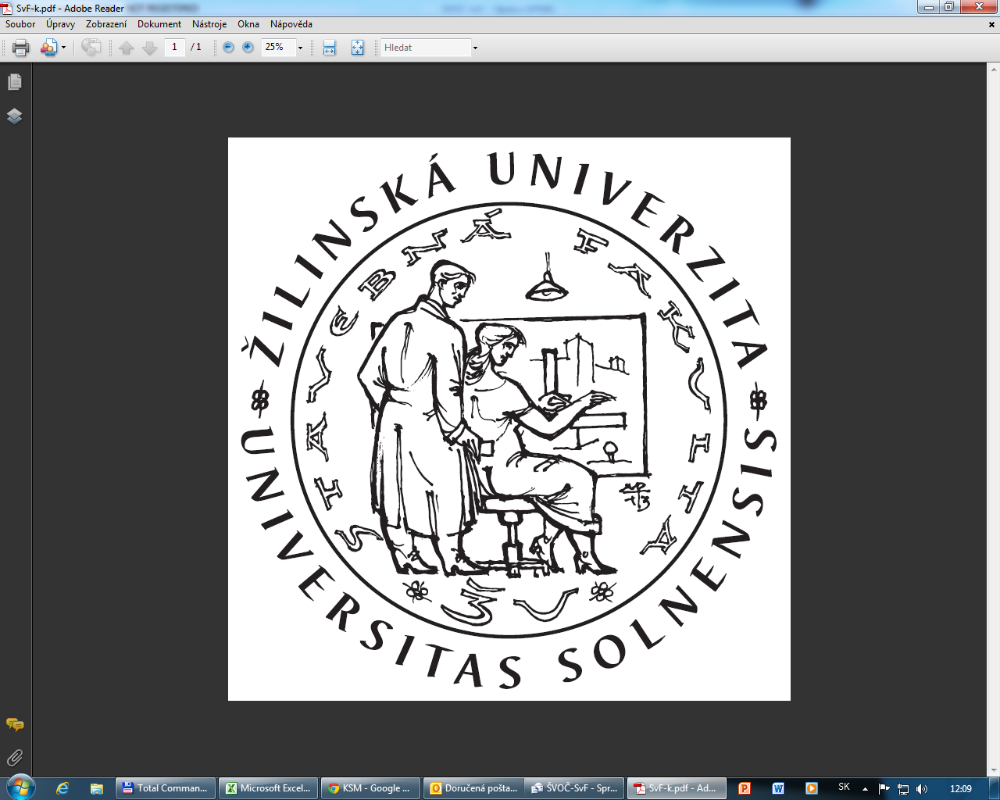 SvF-k.pdf - Adobe Reader
Soubor Úpravy Zobrazení Dokument Nástroje Okna Nápověda
1 / 1 25% Hledat
ŽILINSKÁ UNIVERZITA
STAVEBNÁ FAKULTA
ŽU
UNIVERSITAS SOLNENSIS
Total Comman... Microsoft Excel... KSM - Google ... Doručená pošta... ŠVOČ-SvF - Spr... SvF-k.pdf - Ad... SK 12:09